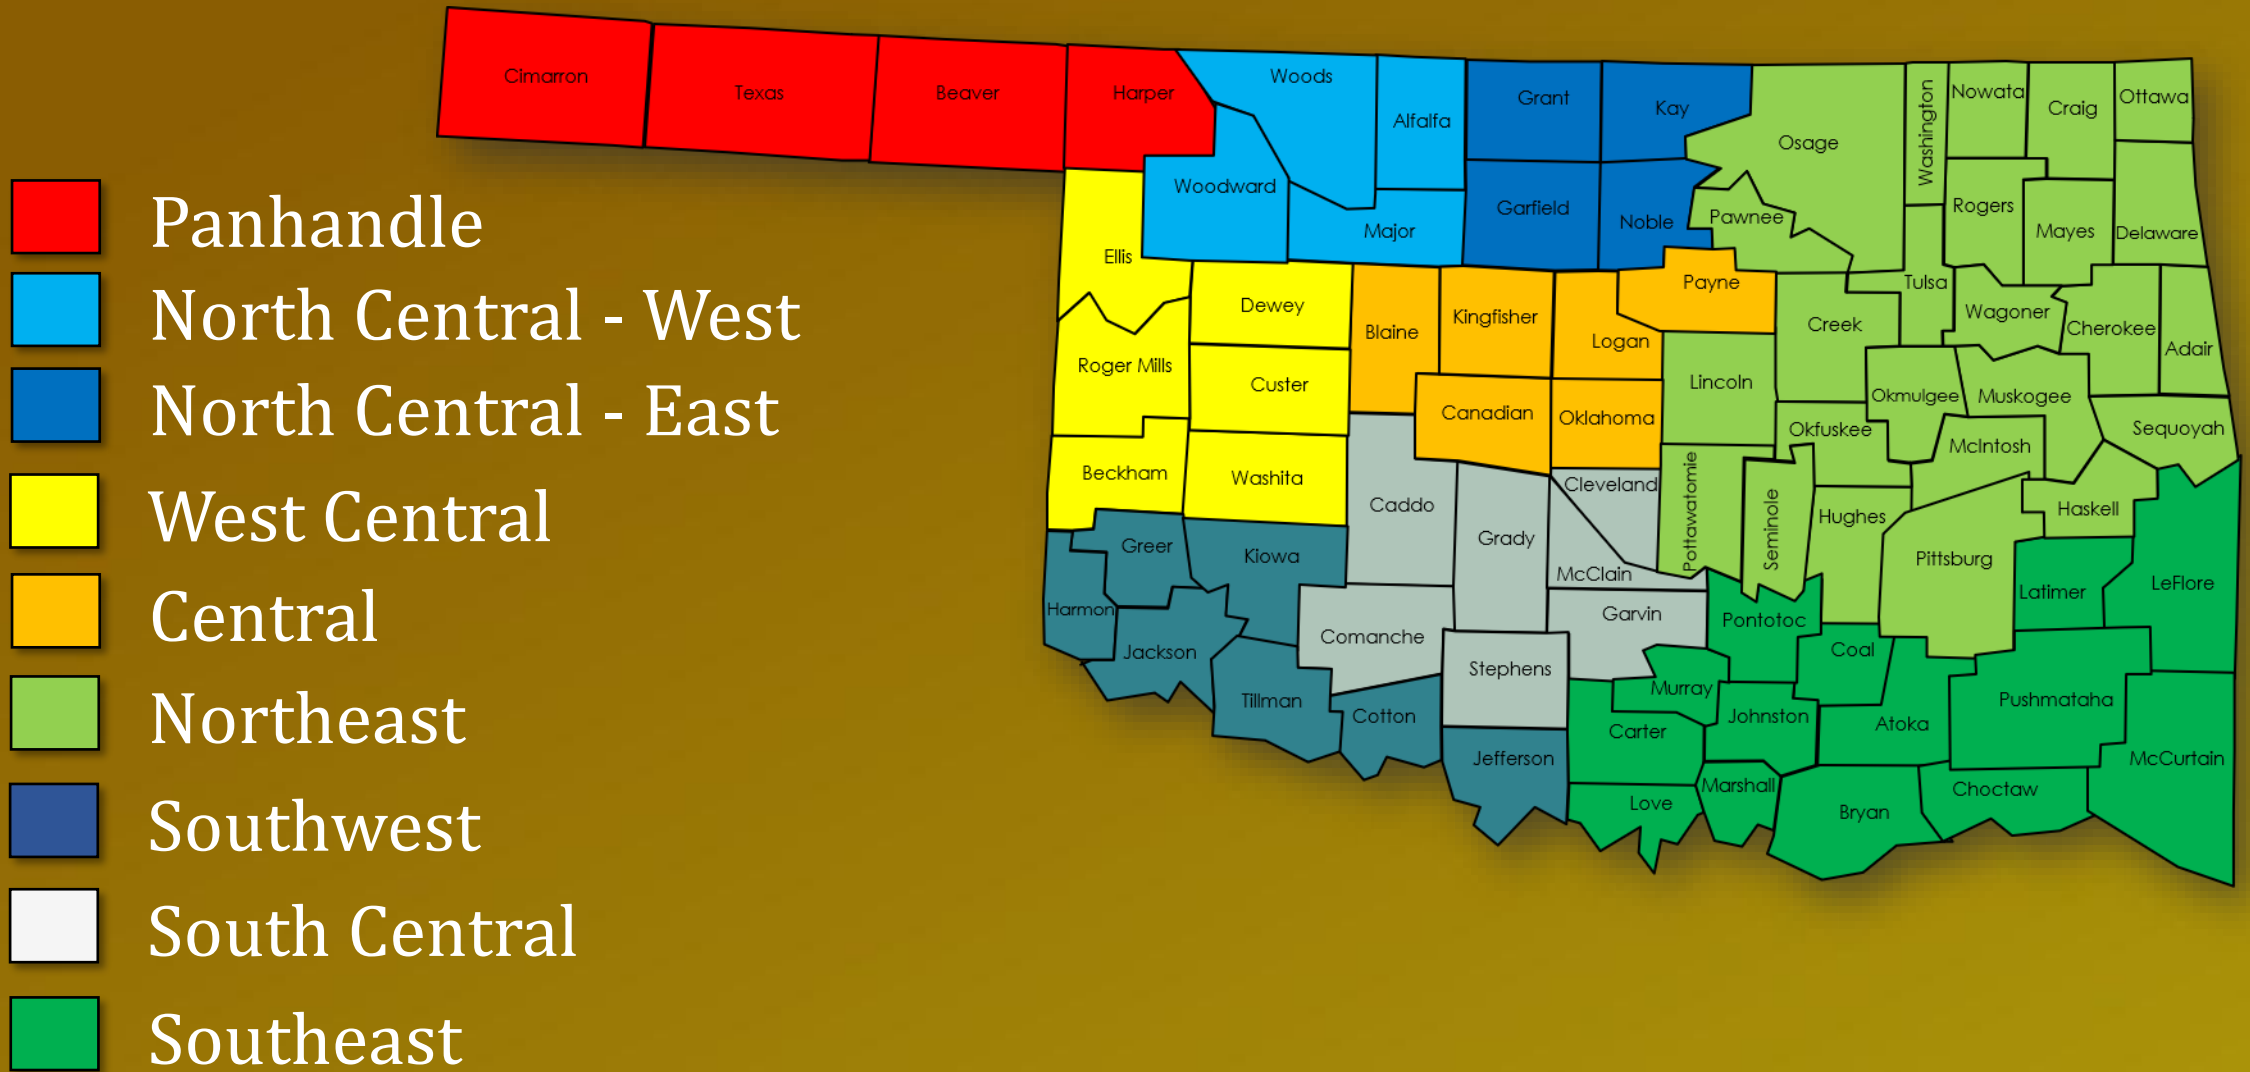 Panhandle
North Central - West
North Central - East
West Central
Central
Northeast
Southwest
South Central
Southeast
Cimarron
Texas
Beaver
Harper
Woods
Alfalfa
Grant
Kay
Osage
Washington
Nowata
Craig
Ottawa
Woodward
Major
Garfield
Noble
Pawnee
Rogers
Mayes
Delaware
Ellis
Dewey
Blaine
Kingfisher
Logan
Payne
Creek
Tulsa
Wagoner
Cherokee
Adair
Roger Mills
Custer
Canadian
Oklahoma
Lincoln
Okmulgee
Muskogee
Okfuskee
McIntosh
Sequoyah
Beckham
Washita
Caddo
Grady
Cleveland
McClain
Pottawatomie
Seminole
Hughes
Pittsburg
Haskell
Harmon
Greer
Kiowa
Jackson
Comanche
Garvin
Pontotoc
Latimer
LeFlore
Tillman
Cotton
Stephens
Murray
Coal
Carter
Johnston
Atoka
Pushmataha
McCurtain
Jefferson
Love
Marshall
Bryan
Choctaw